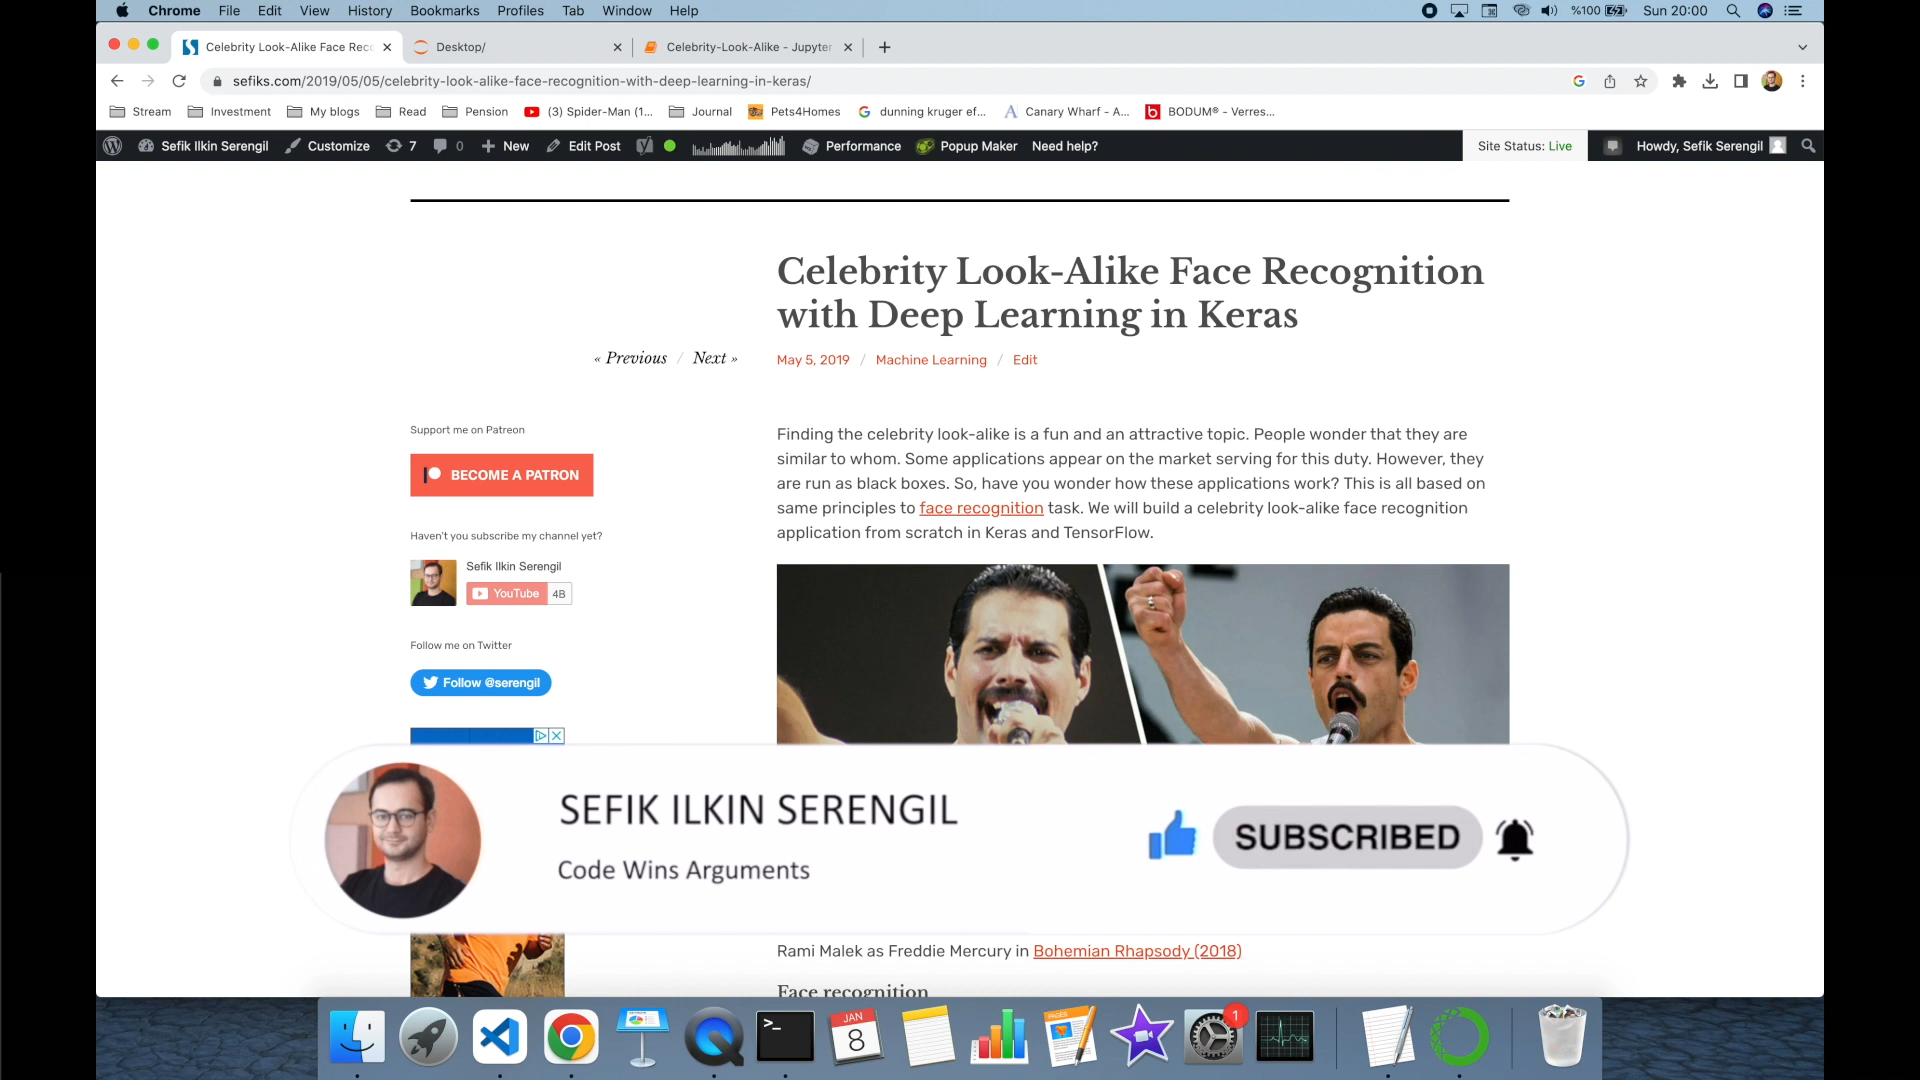 Chrome File Edit View History Bookmarks Profiles Tab Window Help
%100 Sun 20:00
Celebrity Look-Alike Face Reco
Desktop/
Celebrity-Look-Alike - Jupyter
sefiks.com/2019/05/05/celebrity-look-alike-face-recognition-with-deep-learning-in-keras/
Stream Investment My blogs Read Pension (3) Spider-Man (1... Journal Pets4Homes dunning kruger ef... Canary Wharf - A... BODUM® - Verres...
Sefik Ilkin Serengil Customize 7 0 New Edit Post Performance Popup Maker Need help? Site Status: Live Howdy, Sefik Serengil
Celebrity Look-Alike Face Recognition
with Deep Learning in Keras
« Previous / Next »
May 5, 2019 / Machine Learning / Edit
Support me on Patreon
BECOME A PATRON
Haven't you subscribe my channel yet?
Sefik Ilkin Serengil
YouTube 4B
Follow me on Twitter
Follow @serengil
Finding the celebrity look-alike is a fun and an attractive topic. People wonder that they are
similar to whom. Some applications appear on the market serving for this duty. However, they
are run as black boxes. So, have you wonder how these applications work? This is all based on
same principles to face recognition task. We will build a celebrity look-alike face recognition
application from scratch in Keras and TensorFlow.
SEFIK ILKIN SERENGIL
Code Wins Arguments
SUBSCRIBED
Rami Malek as Freddie Mercury in Bohemian Rhapsody (2018)
Face recognition
JAN
8
PAGES
1